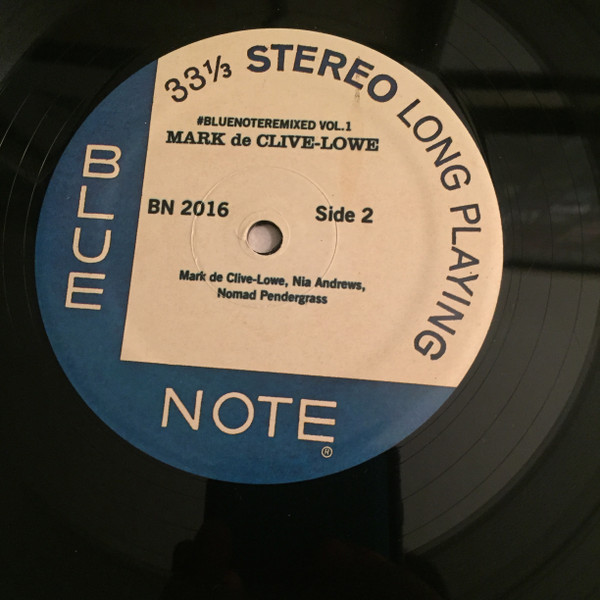 33⅓ STEREO LONG PLAYING
#BLUENOTEREMIXED VOL.1
MARK de CLIVE-LOWE
BN 2016
Side 2
Mark de Clive-Lowe, Nia Andrews,
Nomad Pendergrass
BLUE
NOTE®